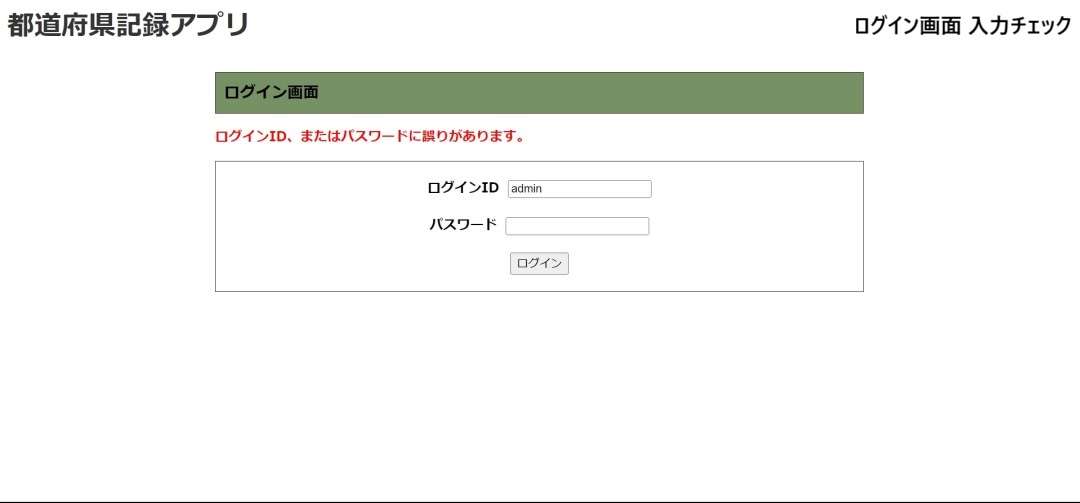 都道府県記録アプリ
ログイン画面 入力チェック
ログイン画面
ログインID、またはパスワードに誤りがあります。
ログインID admin
パスワード
ログイン